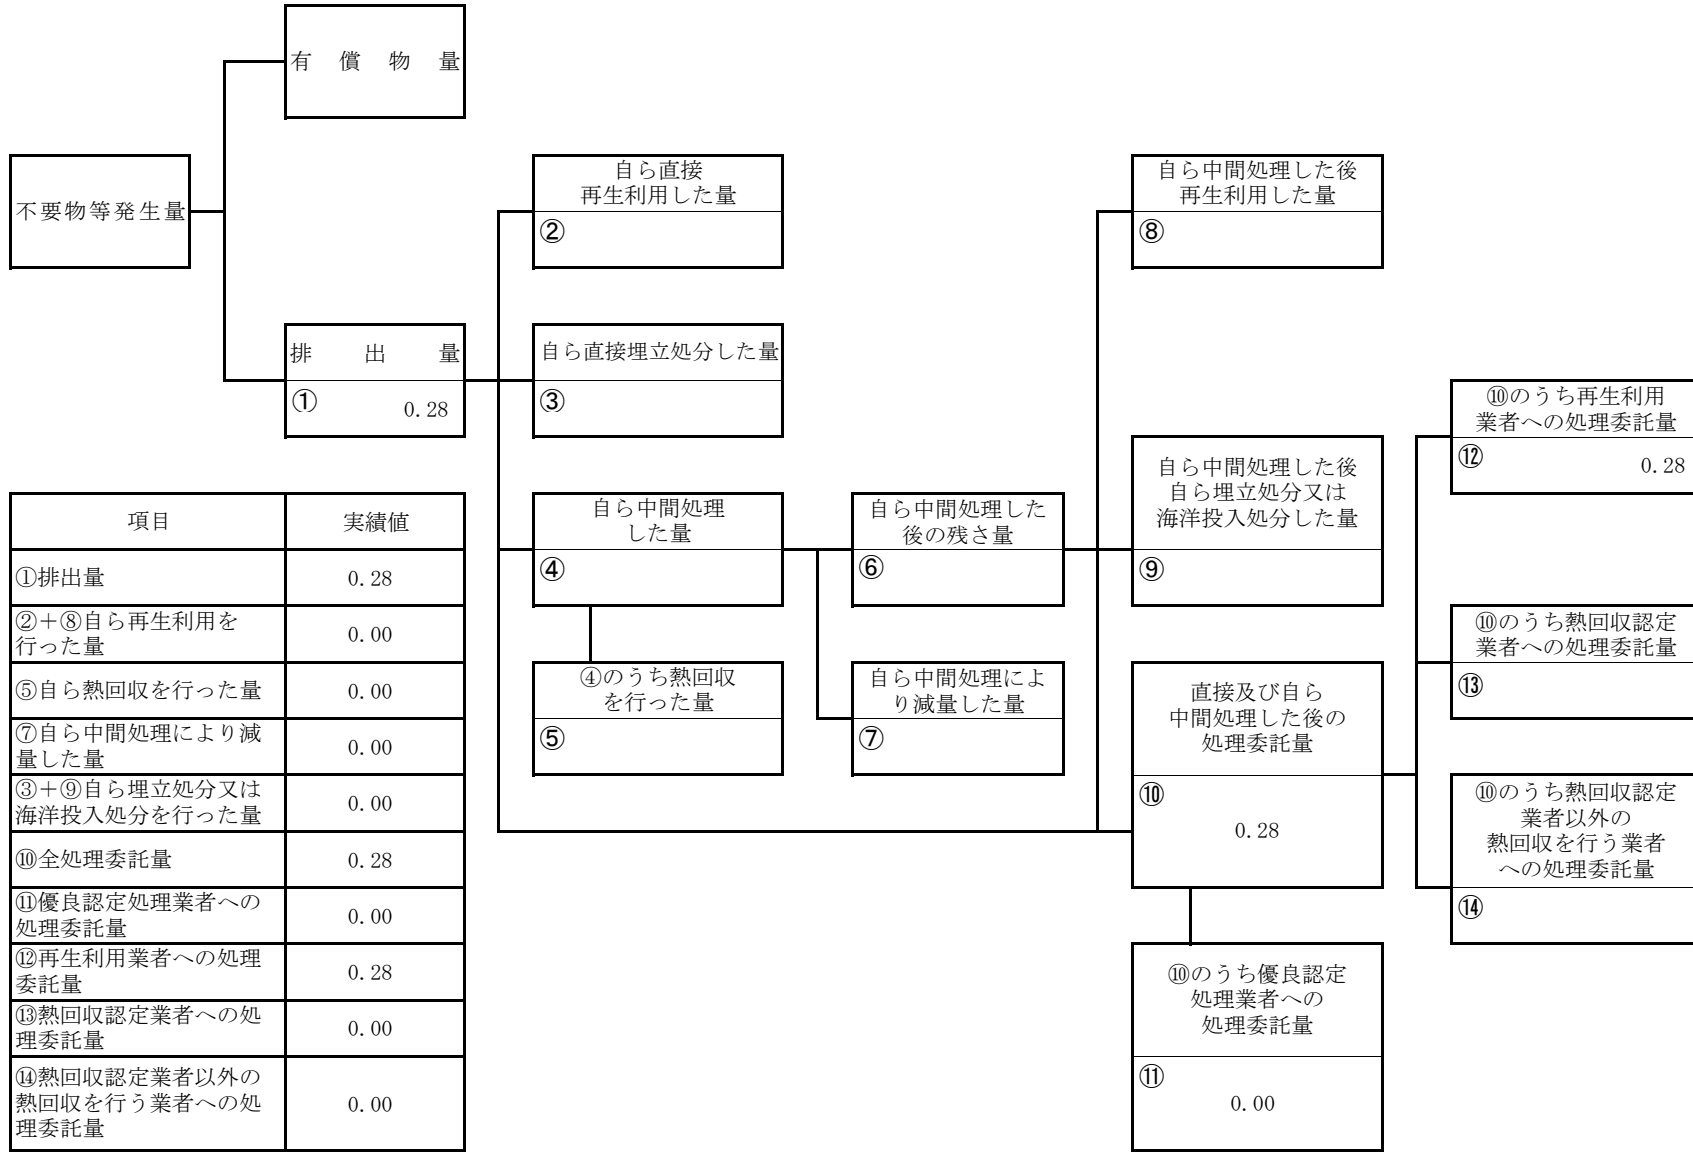 有償物量
不要物等発生量
排出量
① 0.28
自ら直接
再生利用した量
②
自ら直接埋立処分した量
③
自ら中間処理
した量
④
④のうち熱回収
を行った量
⑤
自ら中間処理した
後の残さ量
⑥
自ら中間処理によ
り減量した量
⑦
自ら中間処理した後
再生利用した量
⑧
自ら中間処理した後
自ら埋立処分又は
海洋投入処分した量
⑨
直接及び自ら
中間処理した後の
処理委託量
⑩
0.28
⑩のうち優良認定
処理業者への
処理委託量
⑪
0.00
⑩のうち再生利用
業者への処理委託量
⑫ 0.28
⑩のうち熱回収認定
業者への処理委託量
⑬
⑩のうち熱回収認定
業者以外の
熱回収を行う業者
への処理委託量
⑭
項目 実績値
①排出量 0.28
②＋⑧自ら再生利用を
行った量 0.00
⑤自ら熱回収を行った量 0.00
⑦自ら中間処理により減
量した量 0.00
③＋⑨自ら埋立処分又は
海洋投入処分を行った量 0.00
⑩全処理委託量 0.28
⑪優良認定処理業者への
処理委託量 0.00
⑫再生利用業者への処理
委託量 0.28
⑬熱回収認定業者への処
理委託量 0.00
⑭熱回収認定業者以外の
熱回収を行う業者への処
理委託量 0.00